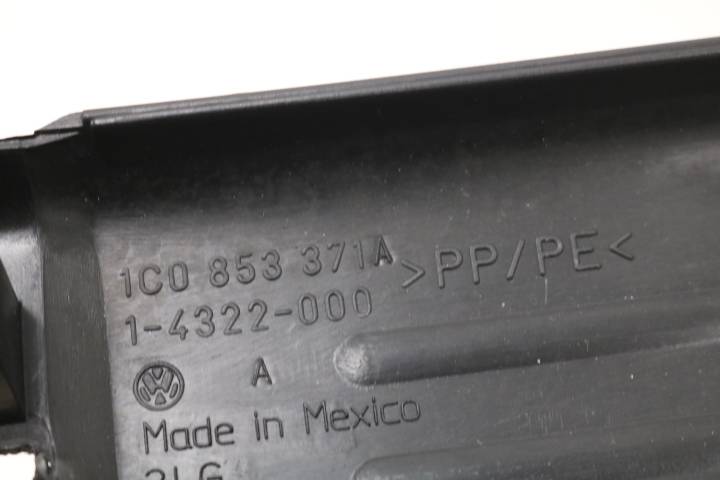 1C0 853 371A >PP/PE<
1-4322-000
A
Made in Mexico